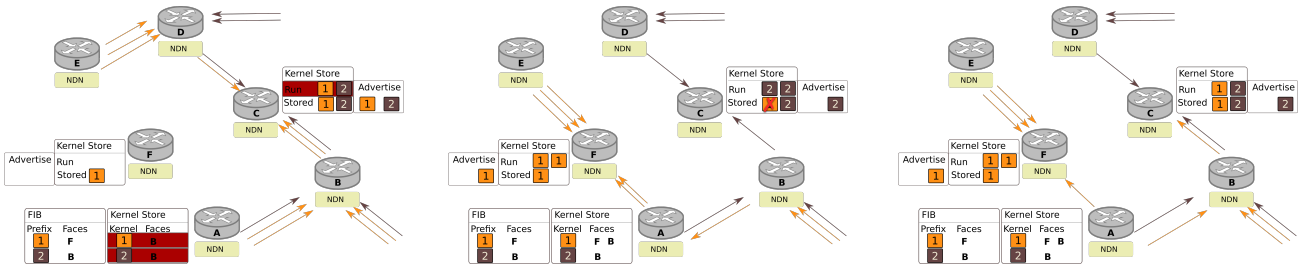 D
NDN
E
NDN
Kernel Store
Run 1 2
Advertise
Stored 1 2
1 2
C
NDN
F
NDN
Kernel Store
Advertise
Run
Stored 1
B
NDN
FIB
Prefix Faces
1 F
2 B
Kernel Store
Kernel Faces
1 B
2 B
A
NDN
D
NDN
E
NDN
Kernel Store
Run 2 2
Advertise
Stored 1 2
2
C
NDN
F
NDN
Kernel Store
Advertise
Run 1 1
1
Stored 1
B
NDN
FIB
Prefix Faces
1 F
2 B
Kernel Store
Kernel Faces
1 F B
2 B
A
NDN
D
NDN
E
NDN
Kernel Store
Run 1 2
Advertise
Stored 1 2
2
C
NDN
F
NDN
Kernel Store
Advertise
Run 1 1
1
Stored 1
B
NDN
FIB
Prefix Faces
1 F
2 B
Kernel Store
Kernel Faces
1 F B
2 B
A
NDN